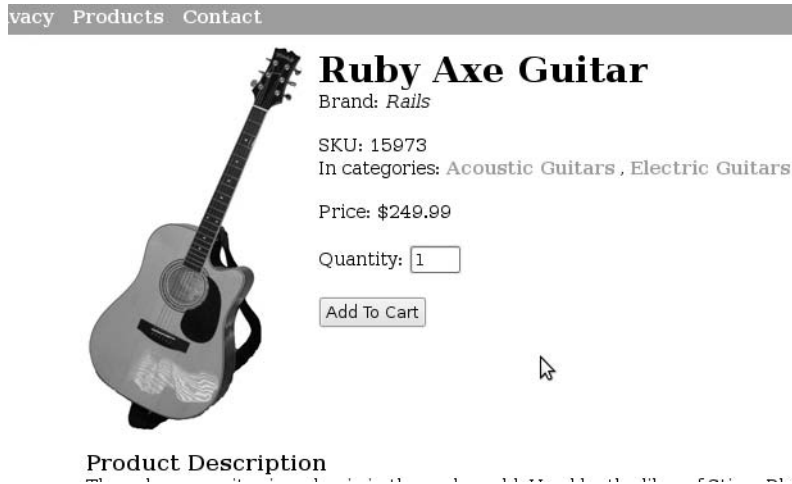 Products Contact
Ruby Axe Guitar
Brand: Rails
SKU: 15973
In categories: Acoustic Guitars , Electric Guitars
Price: $249.99
Quantity: 1
Add To Cart
Product Description